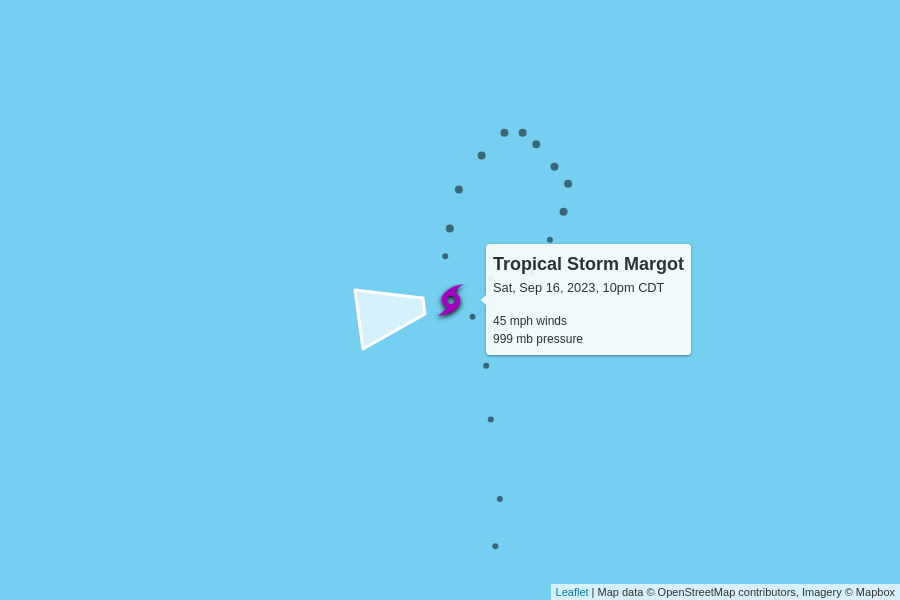 Tropical Storm Margot
Sat, Sep 16, 2023, 10pm CDT
45 mph winds
999 mb pressure
Leaflet | Map data © OpenStreetMap contributors, Imagery © Mapbox